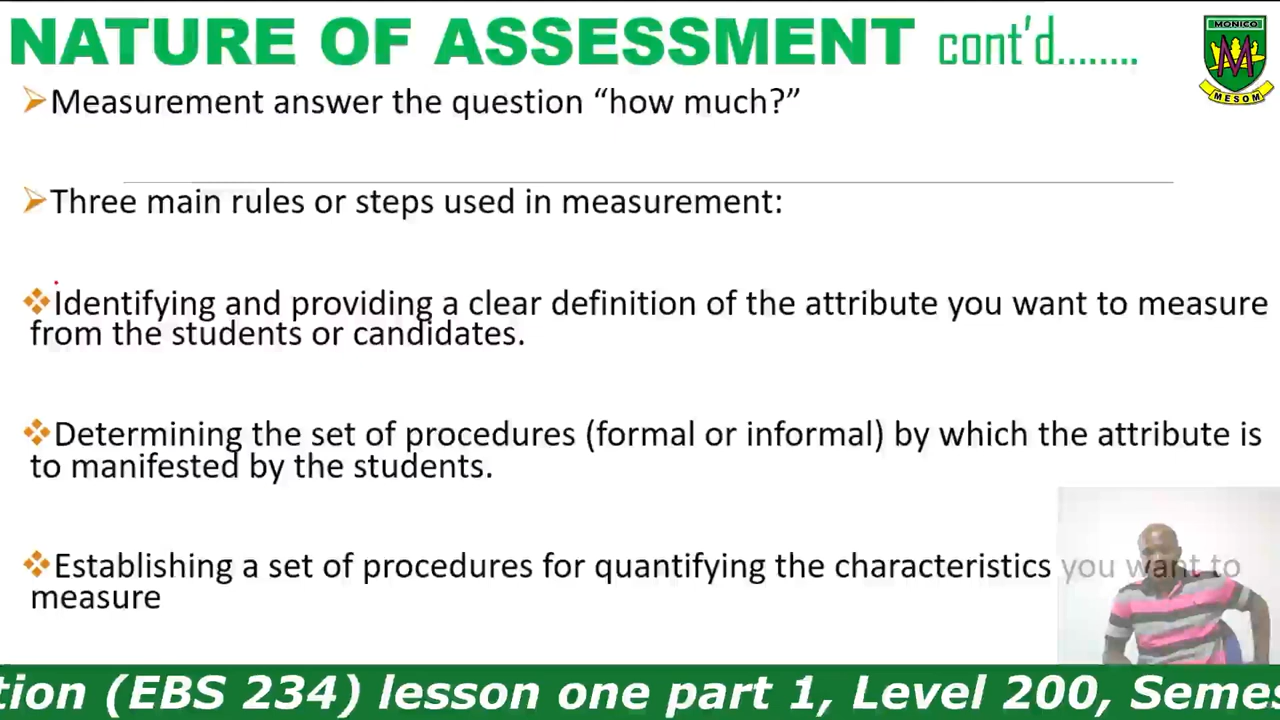 NATURE OF ASSESSMENT cont'd........
MONICO
M
MESOM
➢Measurement answer the question “how much?”
➢Three main rules or steps used in measurement:
❖Identifying and providing a clear definition of the attribute you want to measure
from the students or candidates.
❖Determining the set of procedures (formal or informal) by which the attribute is
to manifested by the students.
❖Establishing a set of procedures for quantifying the characteristics you want to
measure
tion (EBS 234) lesson one part 1, Level 200, Semes